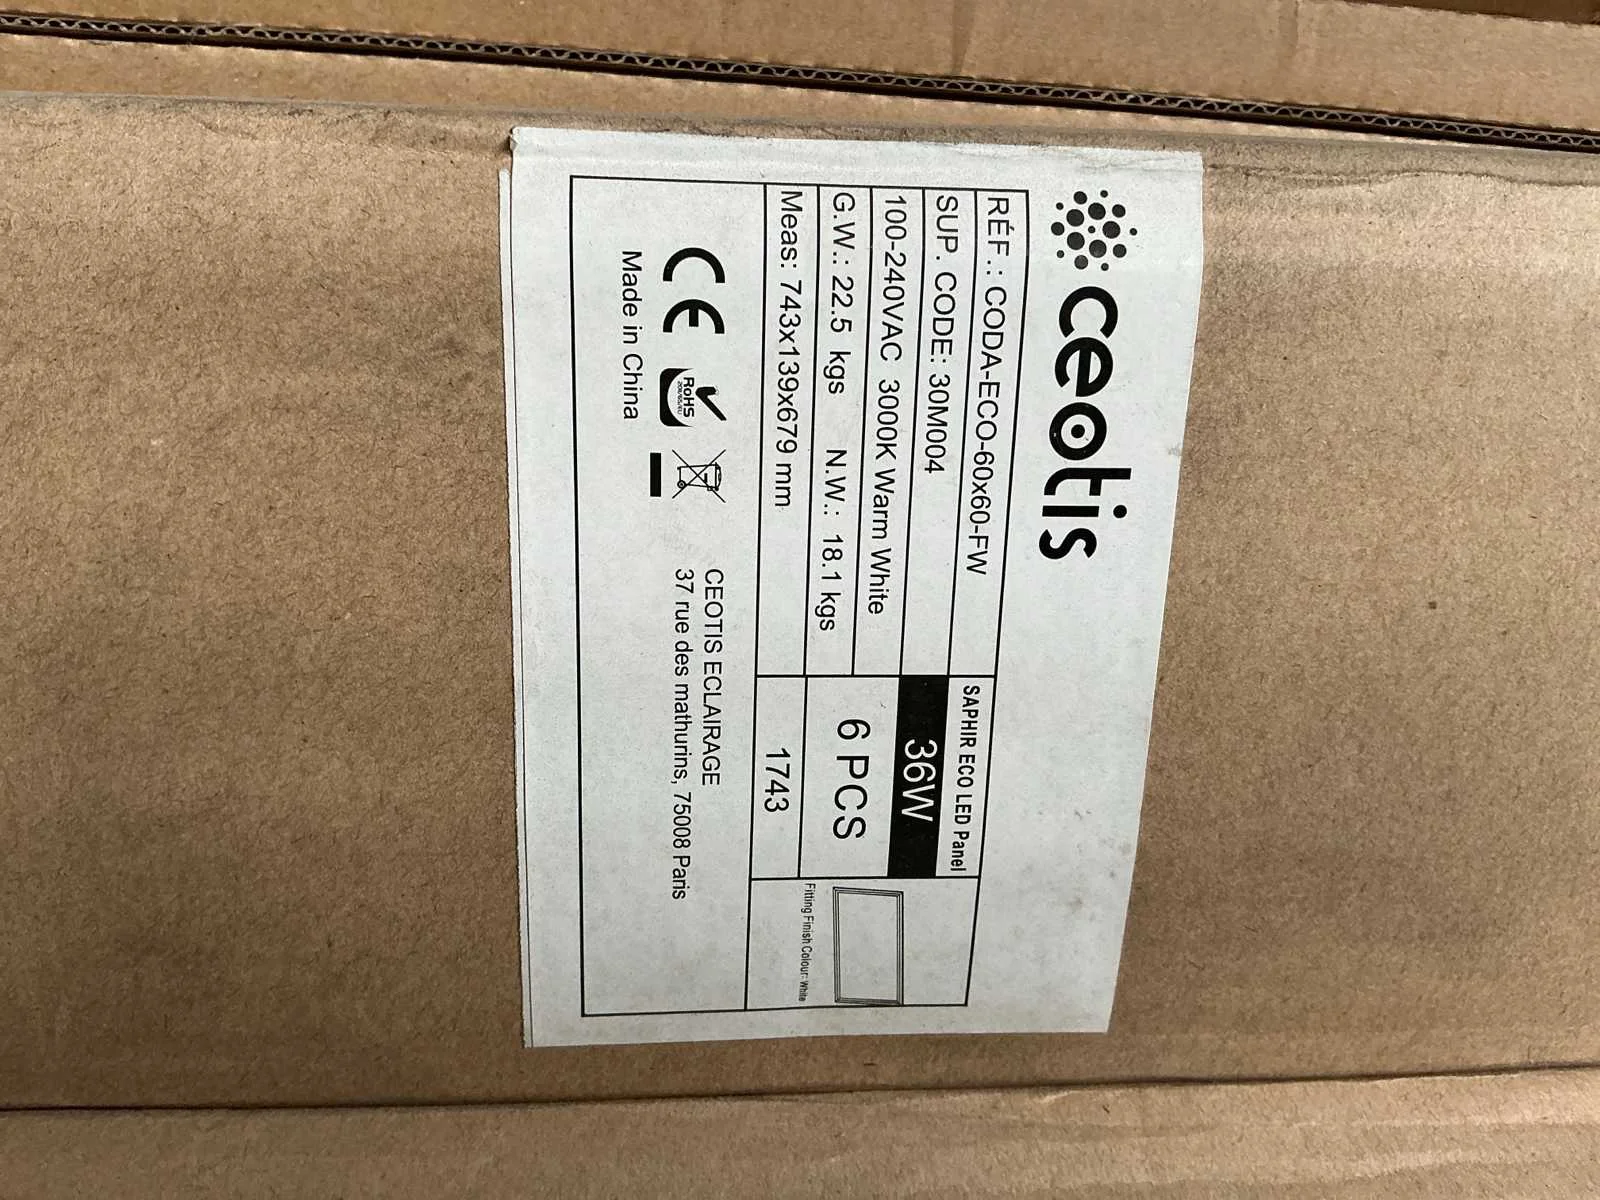 ceotis
RÉF.: CODA-ECO-60x60-FW
SAPHIR ECO LED Panel
SUP. CODE: 30M004
36W
100-240VAC 3000K Warm White
6 PCS
G.W.: 22.5 kgs N.W.: 18.1 kgs
Meas: 743x139x679 mm
1743
Fitting Finish Colour: White
CE
RoHS
Made in China
CEOTIS ECLAIRAGE
37 rue des mathurins, 75008 Paris